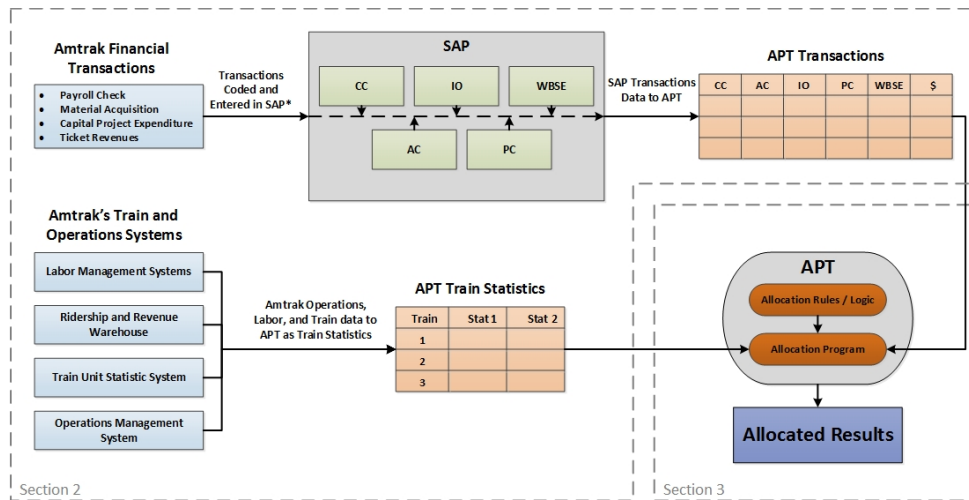 Amtrak Financial
Transactions
• Payroll Check
• Material Acquisition
• Capital Project Expenditure
• Ticket Revenues
Transactions
Coded and
Entered in SAP*
SAP
CC
IO
WBSE
AC
PC
SAP Transactions
Data to APT
APT Transactions
CC AC IO PC WBSE $
Amtrak's Train and
Operations Systems
Labor Management Systems
Ridership and Revenue
Warehouse
Train Unit Statistic System
Operations Management
System
Amtrak Operations,
Labor, and Train data to
APT as Train Statistics
APT Train Statistics
Train Stat 1 Stat 2
1
2
3
APT
Allocation Rules / Logic
Allocation Program
Allocated Results
Section 2
Section 3